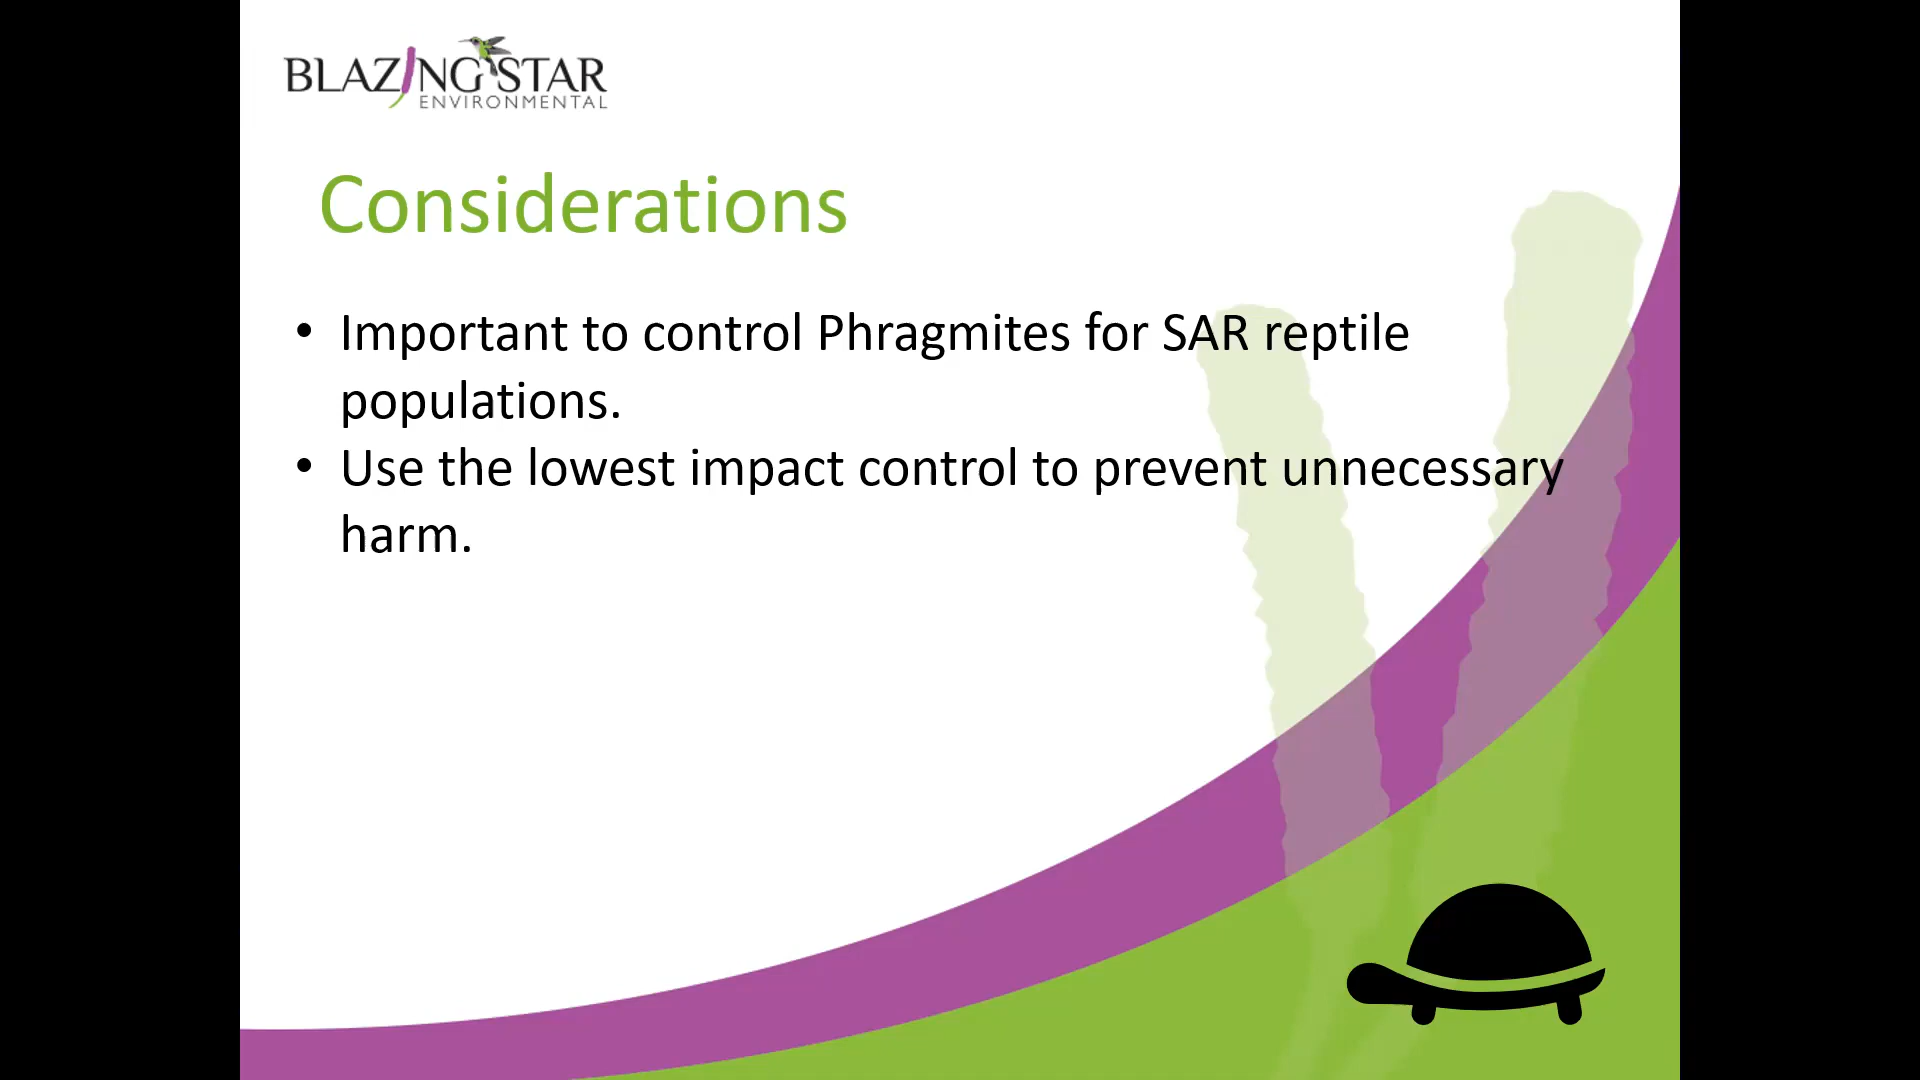 BLAZING STAR
ENVIRONMENTAL
Considerations
• Important to control Phragmites for SAR reptile
populations.
• Use the lowest impact control to prevent unnecessary
harm.